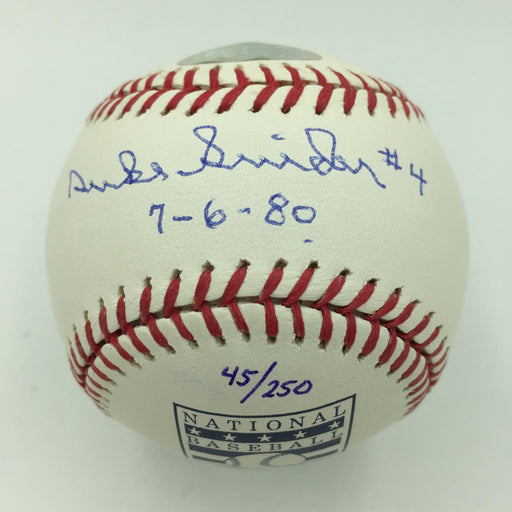 Duke Snider #4
7-6-80
45/250
NATIONAL
BASEBALL